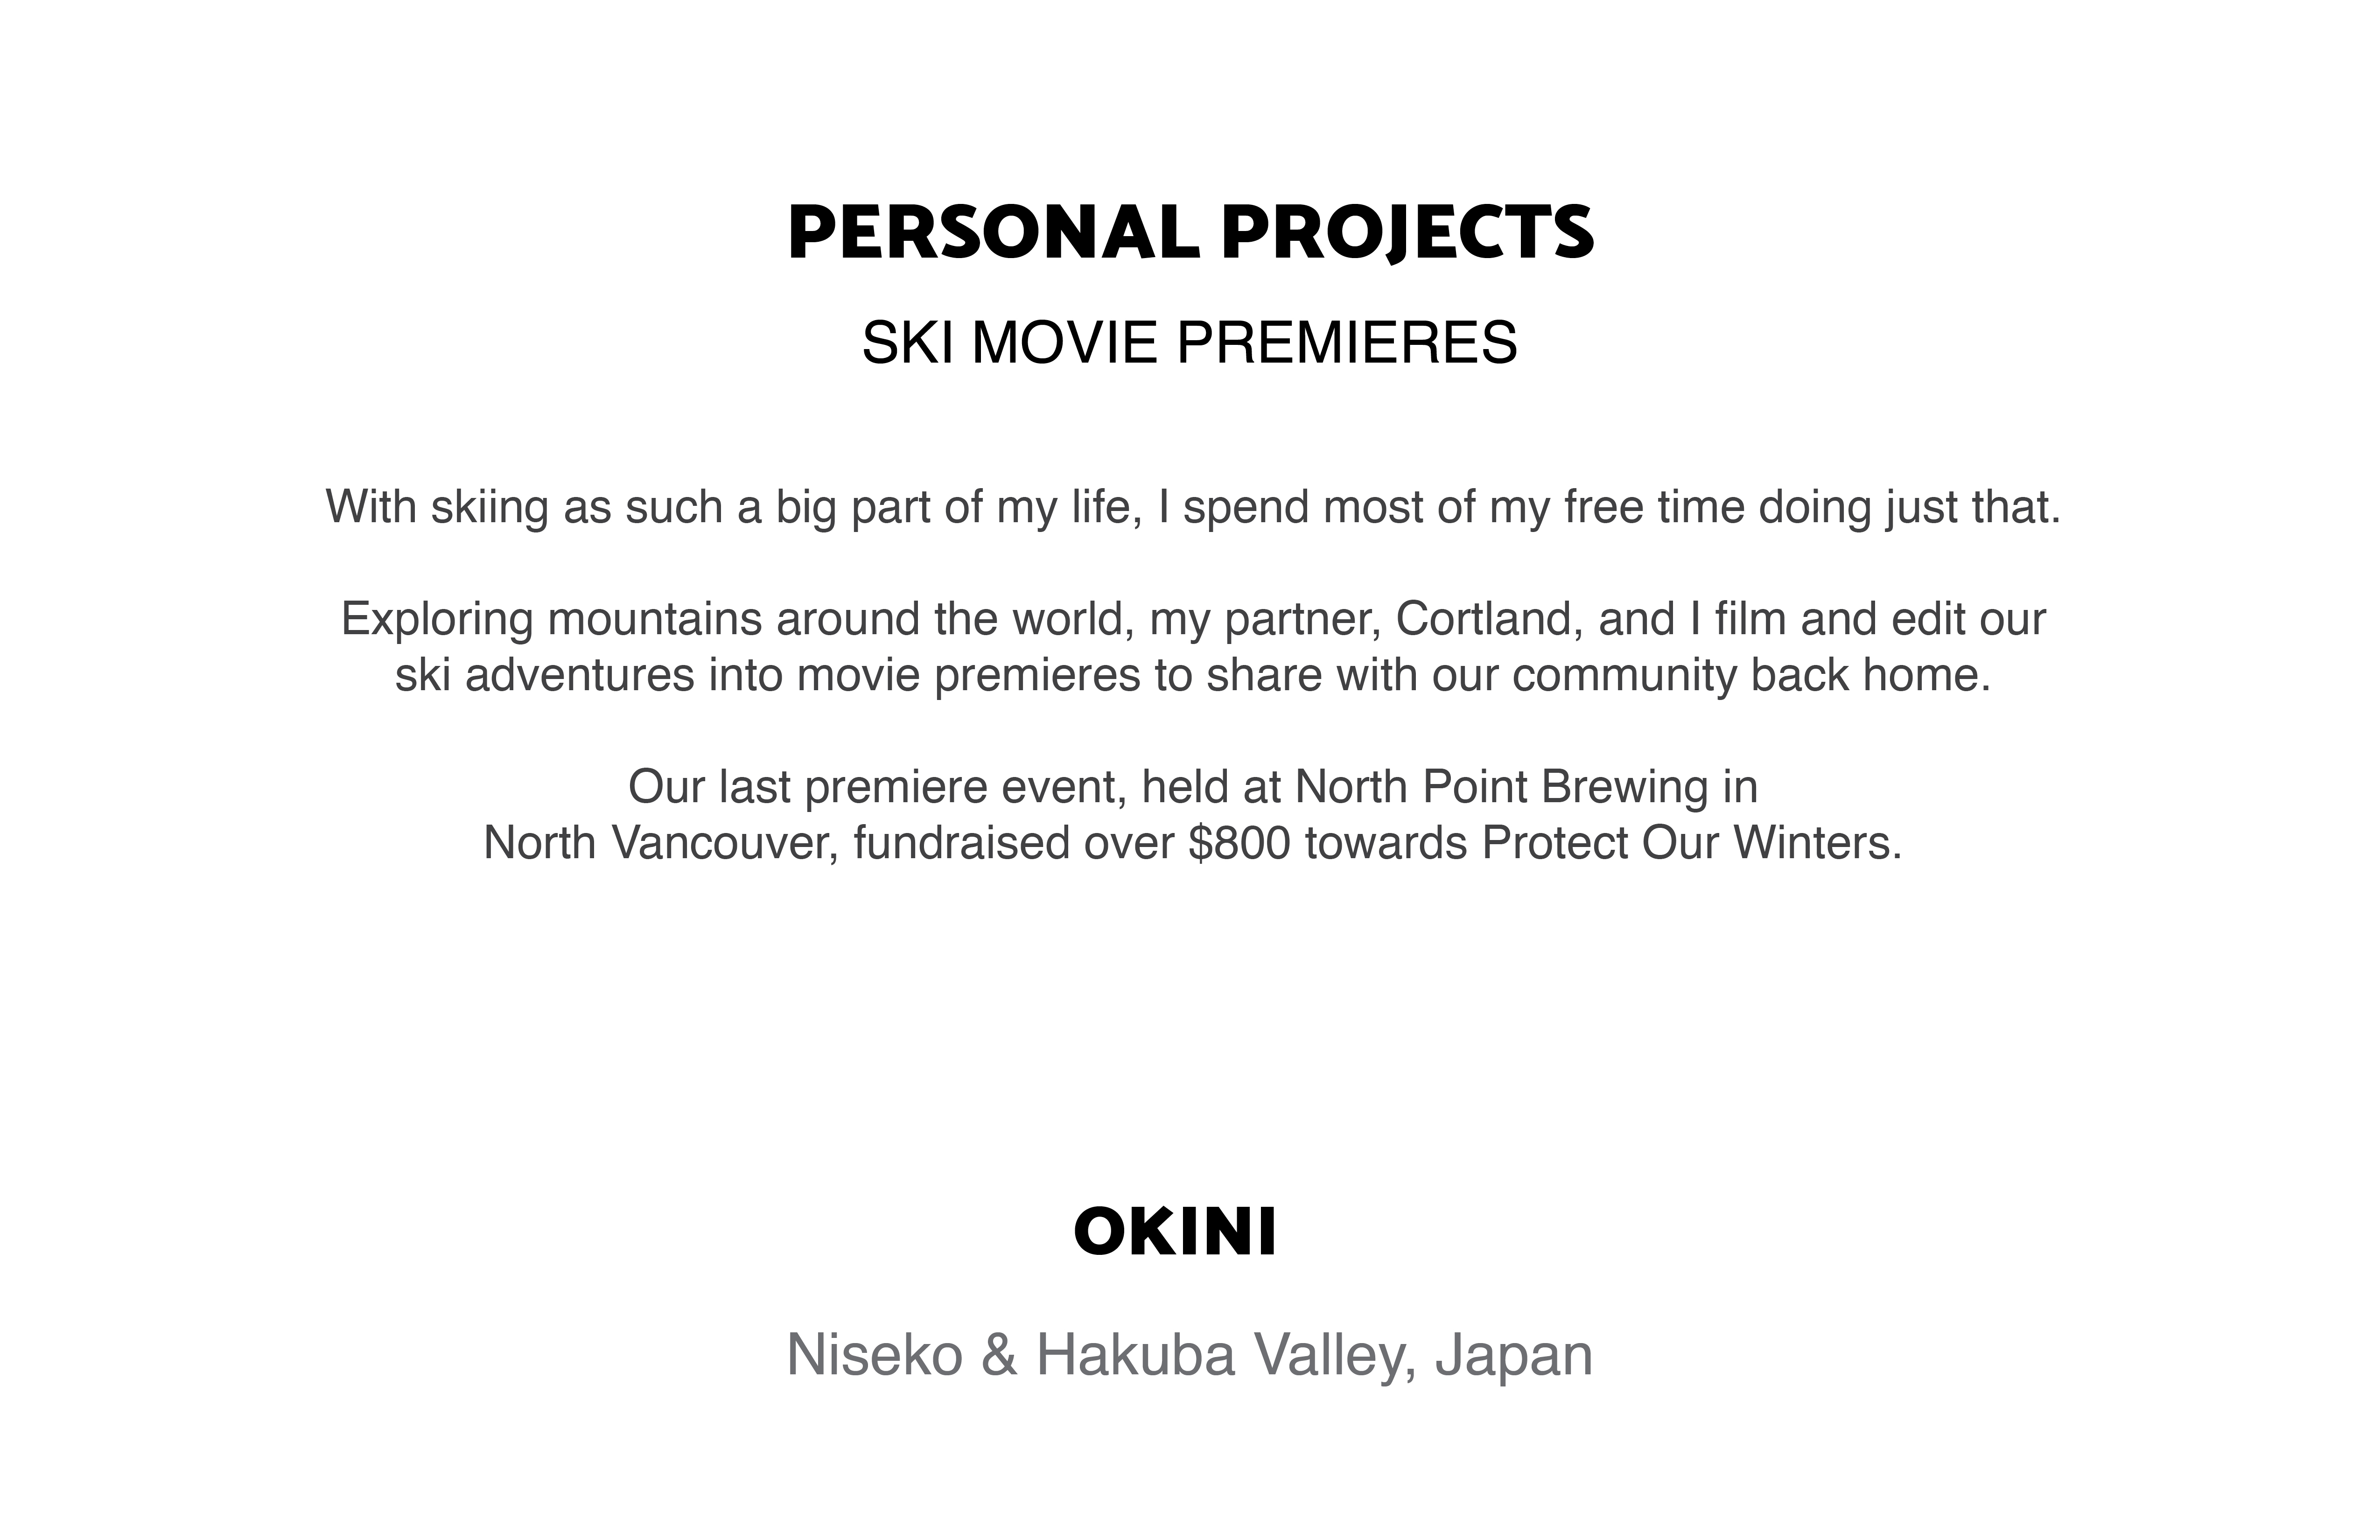 PERSONAL PROJECTS
SKI MOVIE PREMIERES
With skiing as such a big part of my life, I spend most of my free time doing just that.
Exploring mountains around the world, my partner, Cortland, and I film and edit our
ski adventures into movie premieres to share with our community back home.
Our last premiere event, held at North Point Brewing in
North Vancouver, fundraised over $800 towards Protect Our Winters.
OKINI
Niseko & Hakuba Valley, Japan